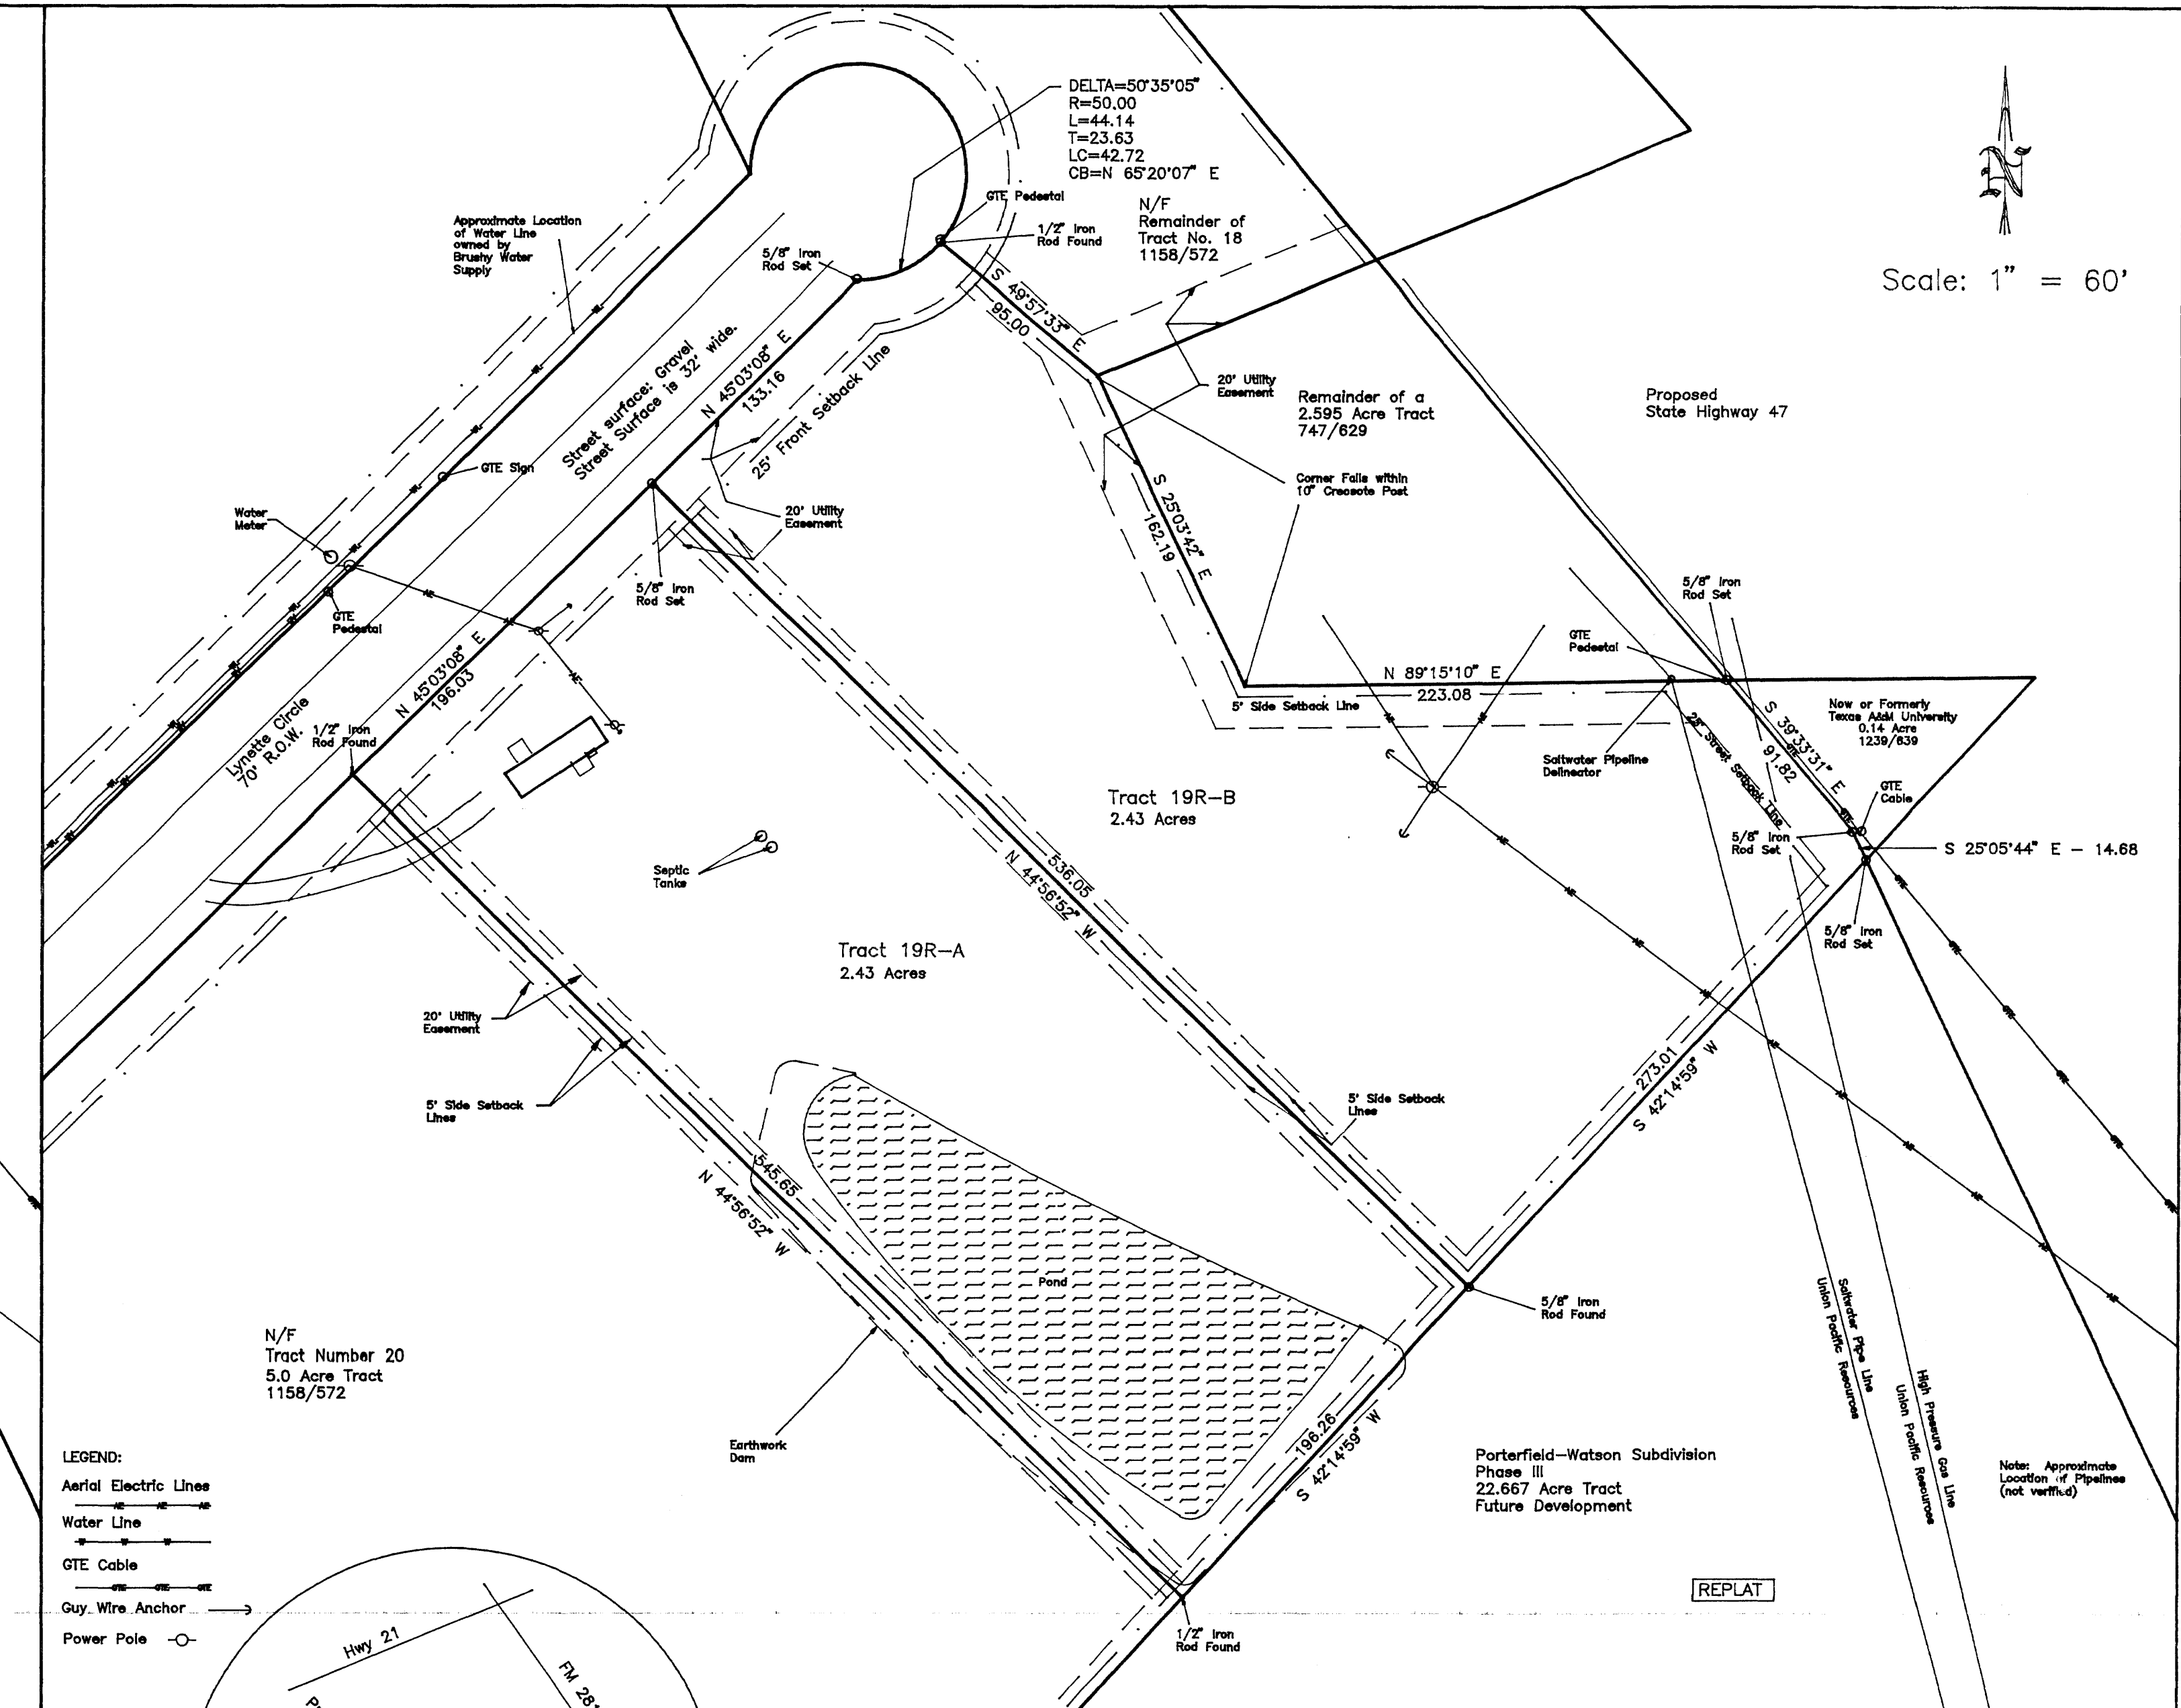 DELTA=50°35'05"
R=50.00
L=44.14
T=23.63
LC=42.72
CB=N 65°20'07" E
Scale: 1" = 60'
GTE Pedestal
1/2" Iron
Rod Found
N/F
Remainder of
Tract No. 18
1158/572
Approximate Location
of Water Line
owned by
Brushy Water
Supply
5/8" Iron
Rod Set
S 49°57'33" E
95.00
Street surface: Gravel
Street Surface is 32' wide.
N 45°03'08" E
133.16
25' Front Setback Line
20' Utility
Easement
Remainder of a
2.595 Acre Tract
747/629
Proposed
State Highway 47
GTE Sign
Corner Falls within
10" Creosote Post
Water
Meter
20' Utility
Easement
S 25°03'42" E
162.19
5/8" Iron
Rod Set
GTE
Pedestal
5/8" Iron
Rod Set
GTE
Pedestal
N 89°15'10" E
223.08
5' Side Setback Line
N 45°03'08" E
196.03
Lynette Circle
70' R.O.W.
1/2" Iron
Rod Found
Saltwater Pipeline
Delineator
25' Street Setback Line
S 39°33'31" E
91.82
Now or Formerly
Texas A&M University
0.14 Acre
1239/839
GTE
Cable
5/8" Iron
Rod Set
S 25°05'44" E – 14.68
Tract 19R–B
2.43 Acres
Septic
Tanks
536.05
N 44°56'52" W
5/8" Iron
Rod Set
Tract 19R–A
2.43 Acres
20' Utility
Easement
5' Side Setback
Lines
273.01
S 42°14'59" W
5' Side Setback
Lines
545.65
N 44°56'52" W
Pond
5/8" Iron
Rod Found
Saltwater Pipe Line
Union Pacific Resources
High Pressure Gas Line
Union Pacific Resources
N/F
Tract Number 20
5.0 Acre Tract
1158/572
Earthwork
Dam
196.26
S 42°14'59" W
Porterfield–Watson Subdivision
Phase III
22.667 Acre Tract
Future Development
Note: Approximate
Location of Pipelines
(not verified)
LEGEND:
Aerial Electric Lines
AE AE AE
Water Line
W W W
GTE Cable
GTE GTE GTE
Guy Wire Anchor
Power Pole
REPLAT
1/2" Iron
Rod Found
Hwy 21